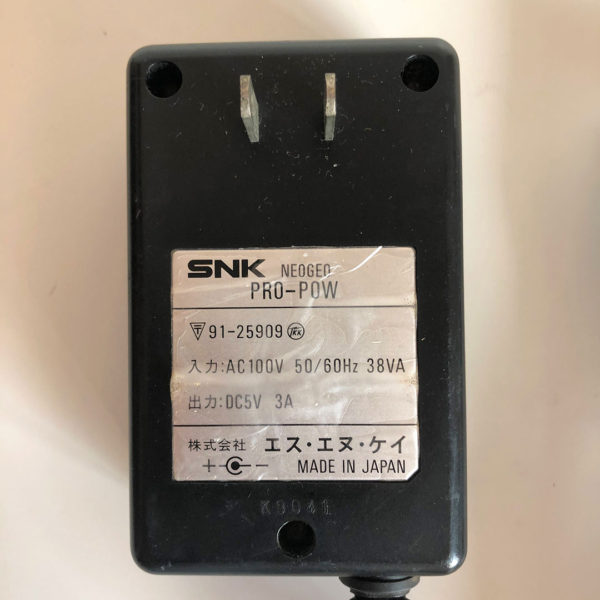 SNK NEOGEO
PRO-POW
91-25909
入力:AC100V 50/60Hz 38VA
出力:DC5V 3A
株式会社 エス・エヌ・ケイ
+ - MADE IN JAPAN
K9041